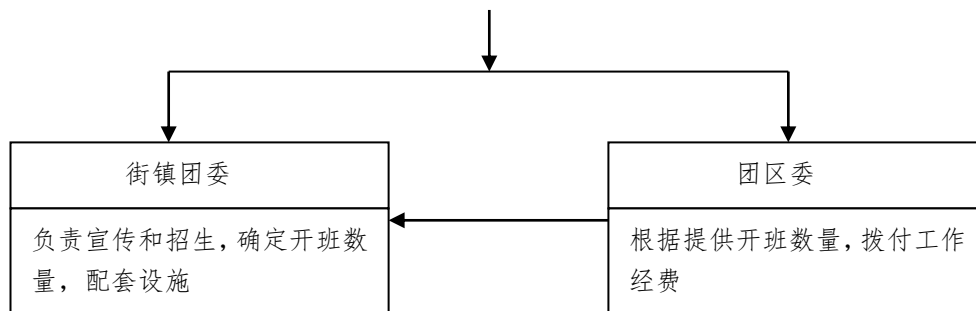 街镇团委
负责宣传和招生，确定开班数
量，配套设施
团区委
根据提供开班数量，拨付工作
经费